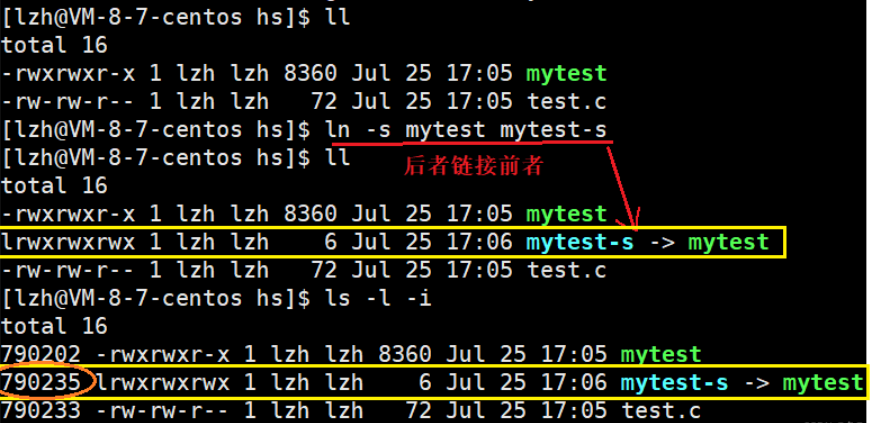 [lzh@VM-8-7-centos hs]$ ll
total 16
-rwxrwxr-x 1 lzh lzh 8360 Jul 25 17:05 mytest
-rw-rw-r-- 1 lzh lzh   72 Jul 25 17:05 test.c
[lzh@VM-8-7-centos hs]$ ln -s mytest mytest-s
[lzh@VM-8-7-centos hs]$ ll
后者链接前者
total 16
-rwxrwxr-x 1 lzh lzh 8360 Jul 25 17:05 mytest
lrwxrwxrwx 1 lzh lzh    6 Jul 25 17:06 mytest-s -> mytest
-rw-rw-r-- 1 lzh lzh   72 Jul 25 17:05 test.c
[lzh@VM-8-7-centos hs]$ ls -l -i
total 16
790202 -rwxrwxr-x 1 lzh lzh 8360 Jul 25 17:05 mytest
790235 lrwxrwxrwx 1 lzh lzh    6 Jul 25 17:06 mytest-s -> mytest
790233 -rw-rw-r-- 1 lzh lzh   72 Jul 25 17:05 test.c